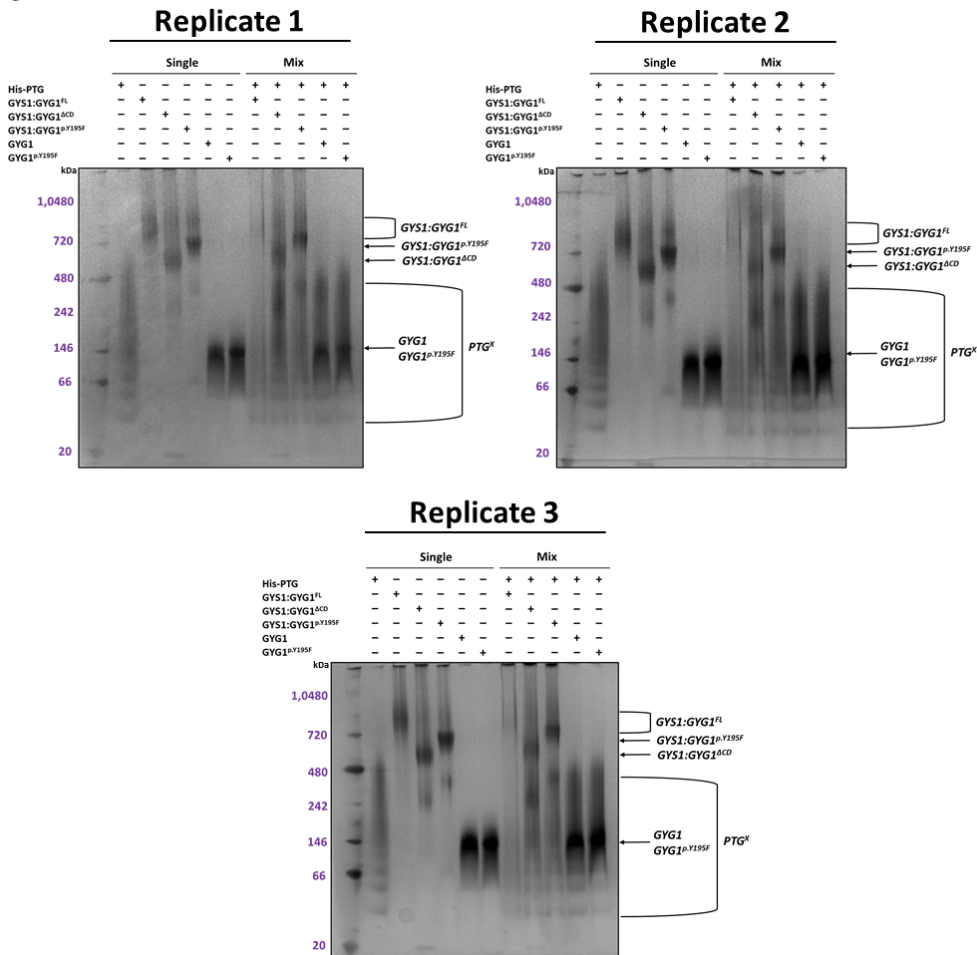 Replicate 1
Single Mix
His-PTG + – – – – – + + + + +
GYS1:GYG1FL – + – – – – + – – – –
GYS1:GYG1ΔCD – – + – – – – + – – –
GYS1:GYG1p.Y195F – – – + – – – – + – –
GYG1 – – – – + – – – – + –
GYG1p.Y195F – – – – – + – – – – +
kDa
1,0480
720
480
242
146
66
20
GYS1:GYG1FL
GYS1:GYG1p.Y195F
GYS1:GYG1ΔCD
GYG1
GYG1p.Y195F
PTGX
Replicate 2
Single Mix
His-PTG + – – – – – + + + + +
GYS1:GYG1FL – + – – – – + – – – –
GYS1:GYG1ΔCD – – + – – – – + – – –
GYS1:GYG1p.Y195F – – – + – – – – + – –
GYG1 – – – – + – – – – + –
GYG1p.Y195F – – – – – + – – – – +
kDa
1,0480
720
480
242
146
66
20
GYS1:GYG1FL
GYS1:GYG1p.Y195F
GYS1:GYG1ΔCD
GYG1
GYG1p.Y195F
PTGX
Replicate 3
Single Mix
His-PTG + – – – – – + + + + +
GYS1:GYG1FL – + – – – – + – – – –
GYS1:GYG1ΔCD – – + – – – – + – – –
GYS1:GYG1p.Y195F – – – + – – – – + – –
GYG1 – – – – + – – – – + –
GYG1p.Y195F – – – – – + – – – – +
kDa
1,0480
720
480
242
146
66
20
GYS1:GYG1FL
GYS1:GYG1p.Y195F
GYS1:GYG1ΔCD
GYG1
GYG1p.Y195F
PTGX